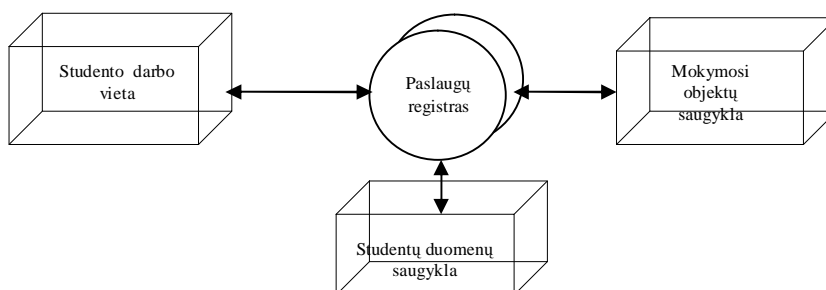 Studento darbo
vieta
Paslaugų
registras
Mokymosi
objektų
saugykla
Studentų duomenų
saugykla